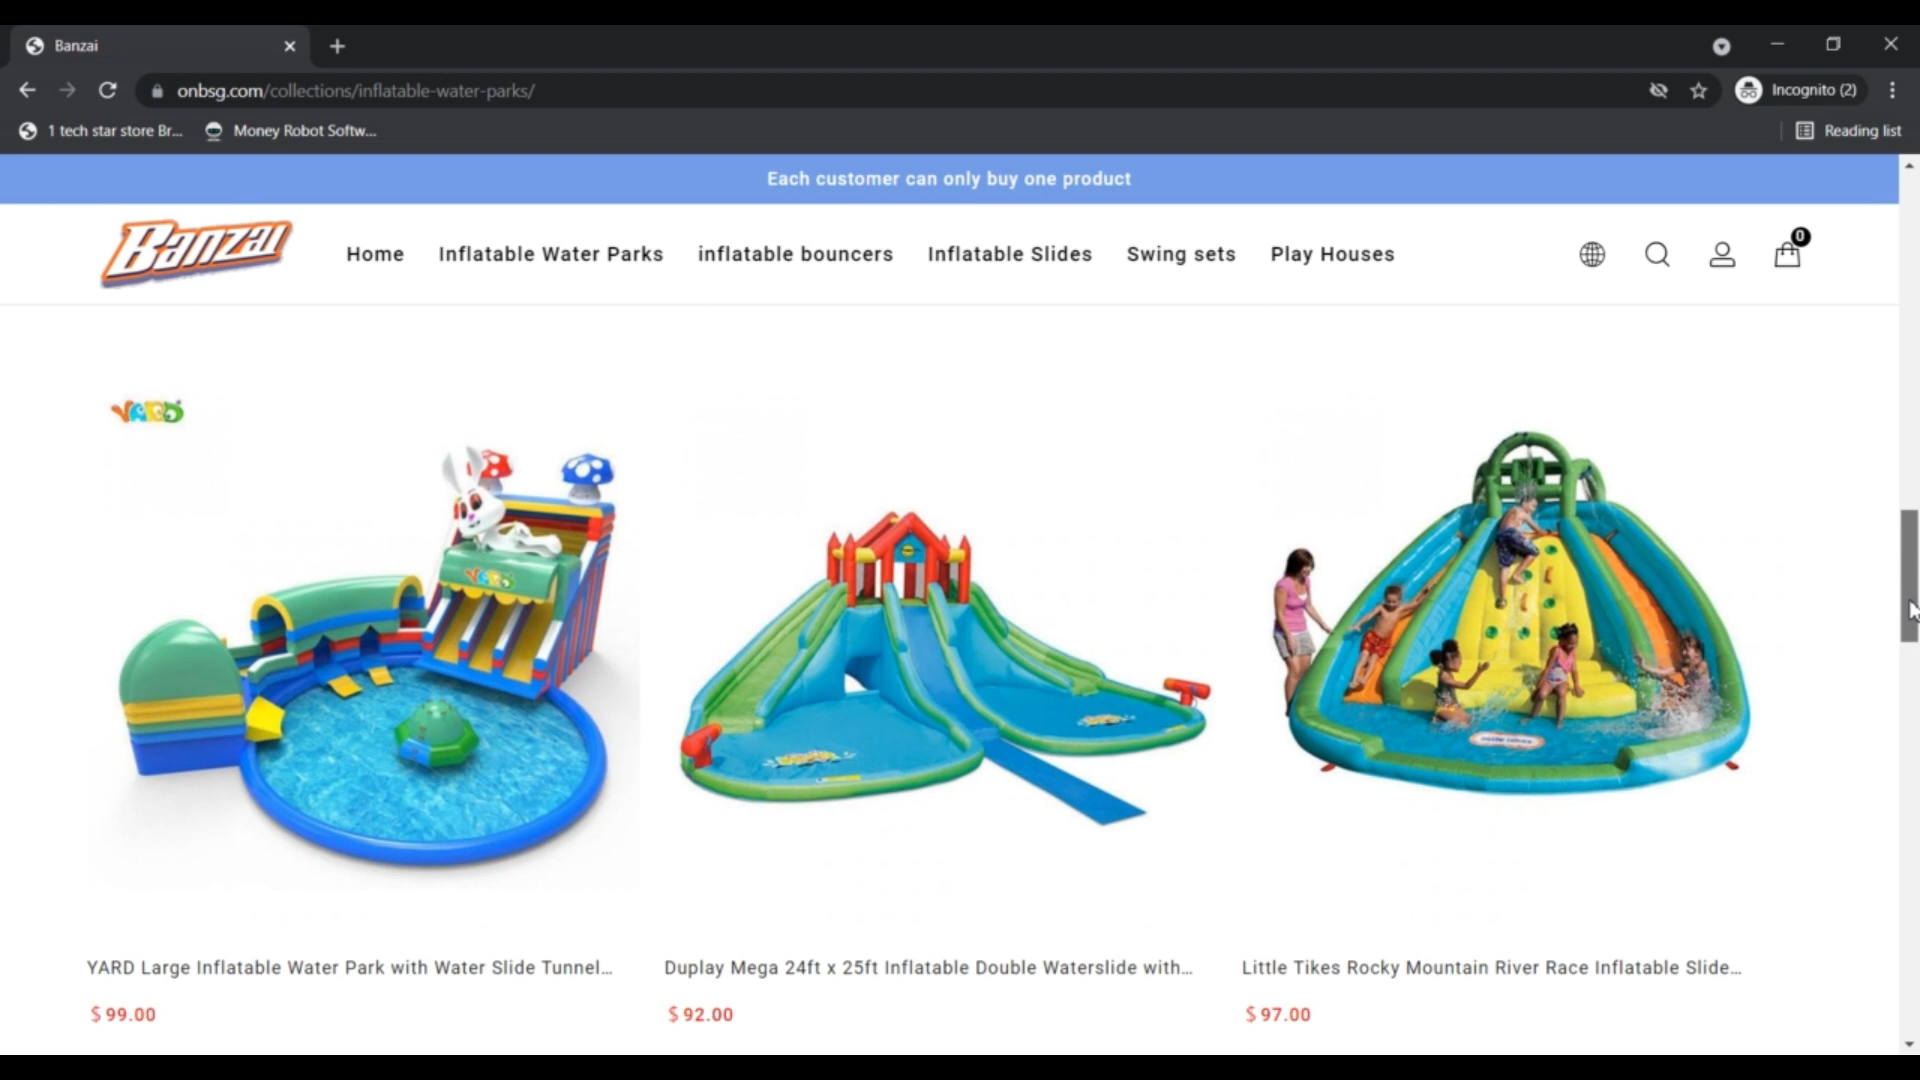 Banzai
onbsg.com/collections/inflatable-water-parks/
Incognito (2)
1 tech star store Br...
Money Robot Softw...
Reading list
Each customer can only buy one product
Banzai
Home
Inflatable Water Parks
inflatable bouncers
Inflatable Slides
Swing sets
Play Houses
0
YARD
YARD
YARD Large Inflatable Water Park with Water Slide Tunnel...
Duplay Mega 24ft x 25ft Inflatable Double Waterslide with...
Little Tikes Rocky Mountain River Race Inflatable Slide...
$ 99.00
$ 92.00
$ 97.00